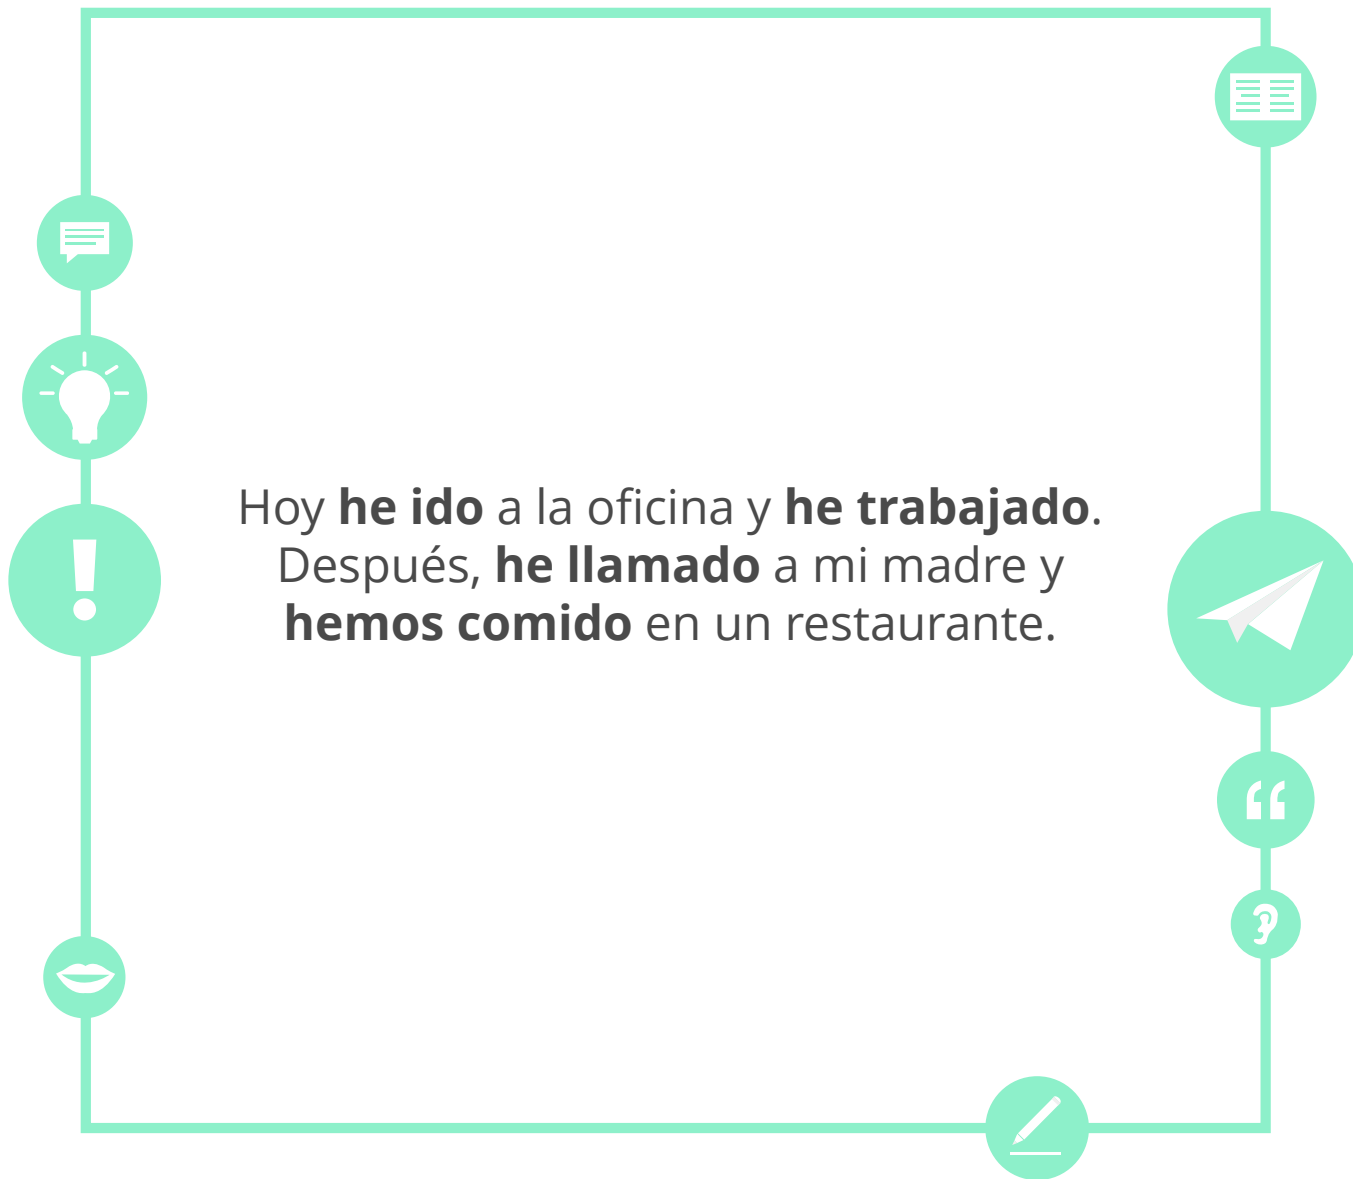 Hoy he ido a la oficina y he trabajado.
Después, he llamado a mi madre y
hemos comido en un restaurante.